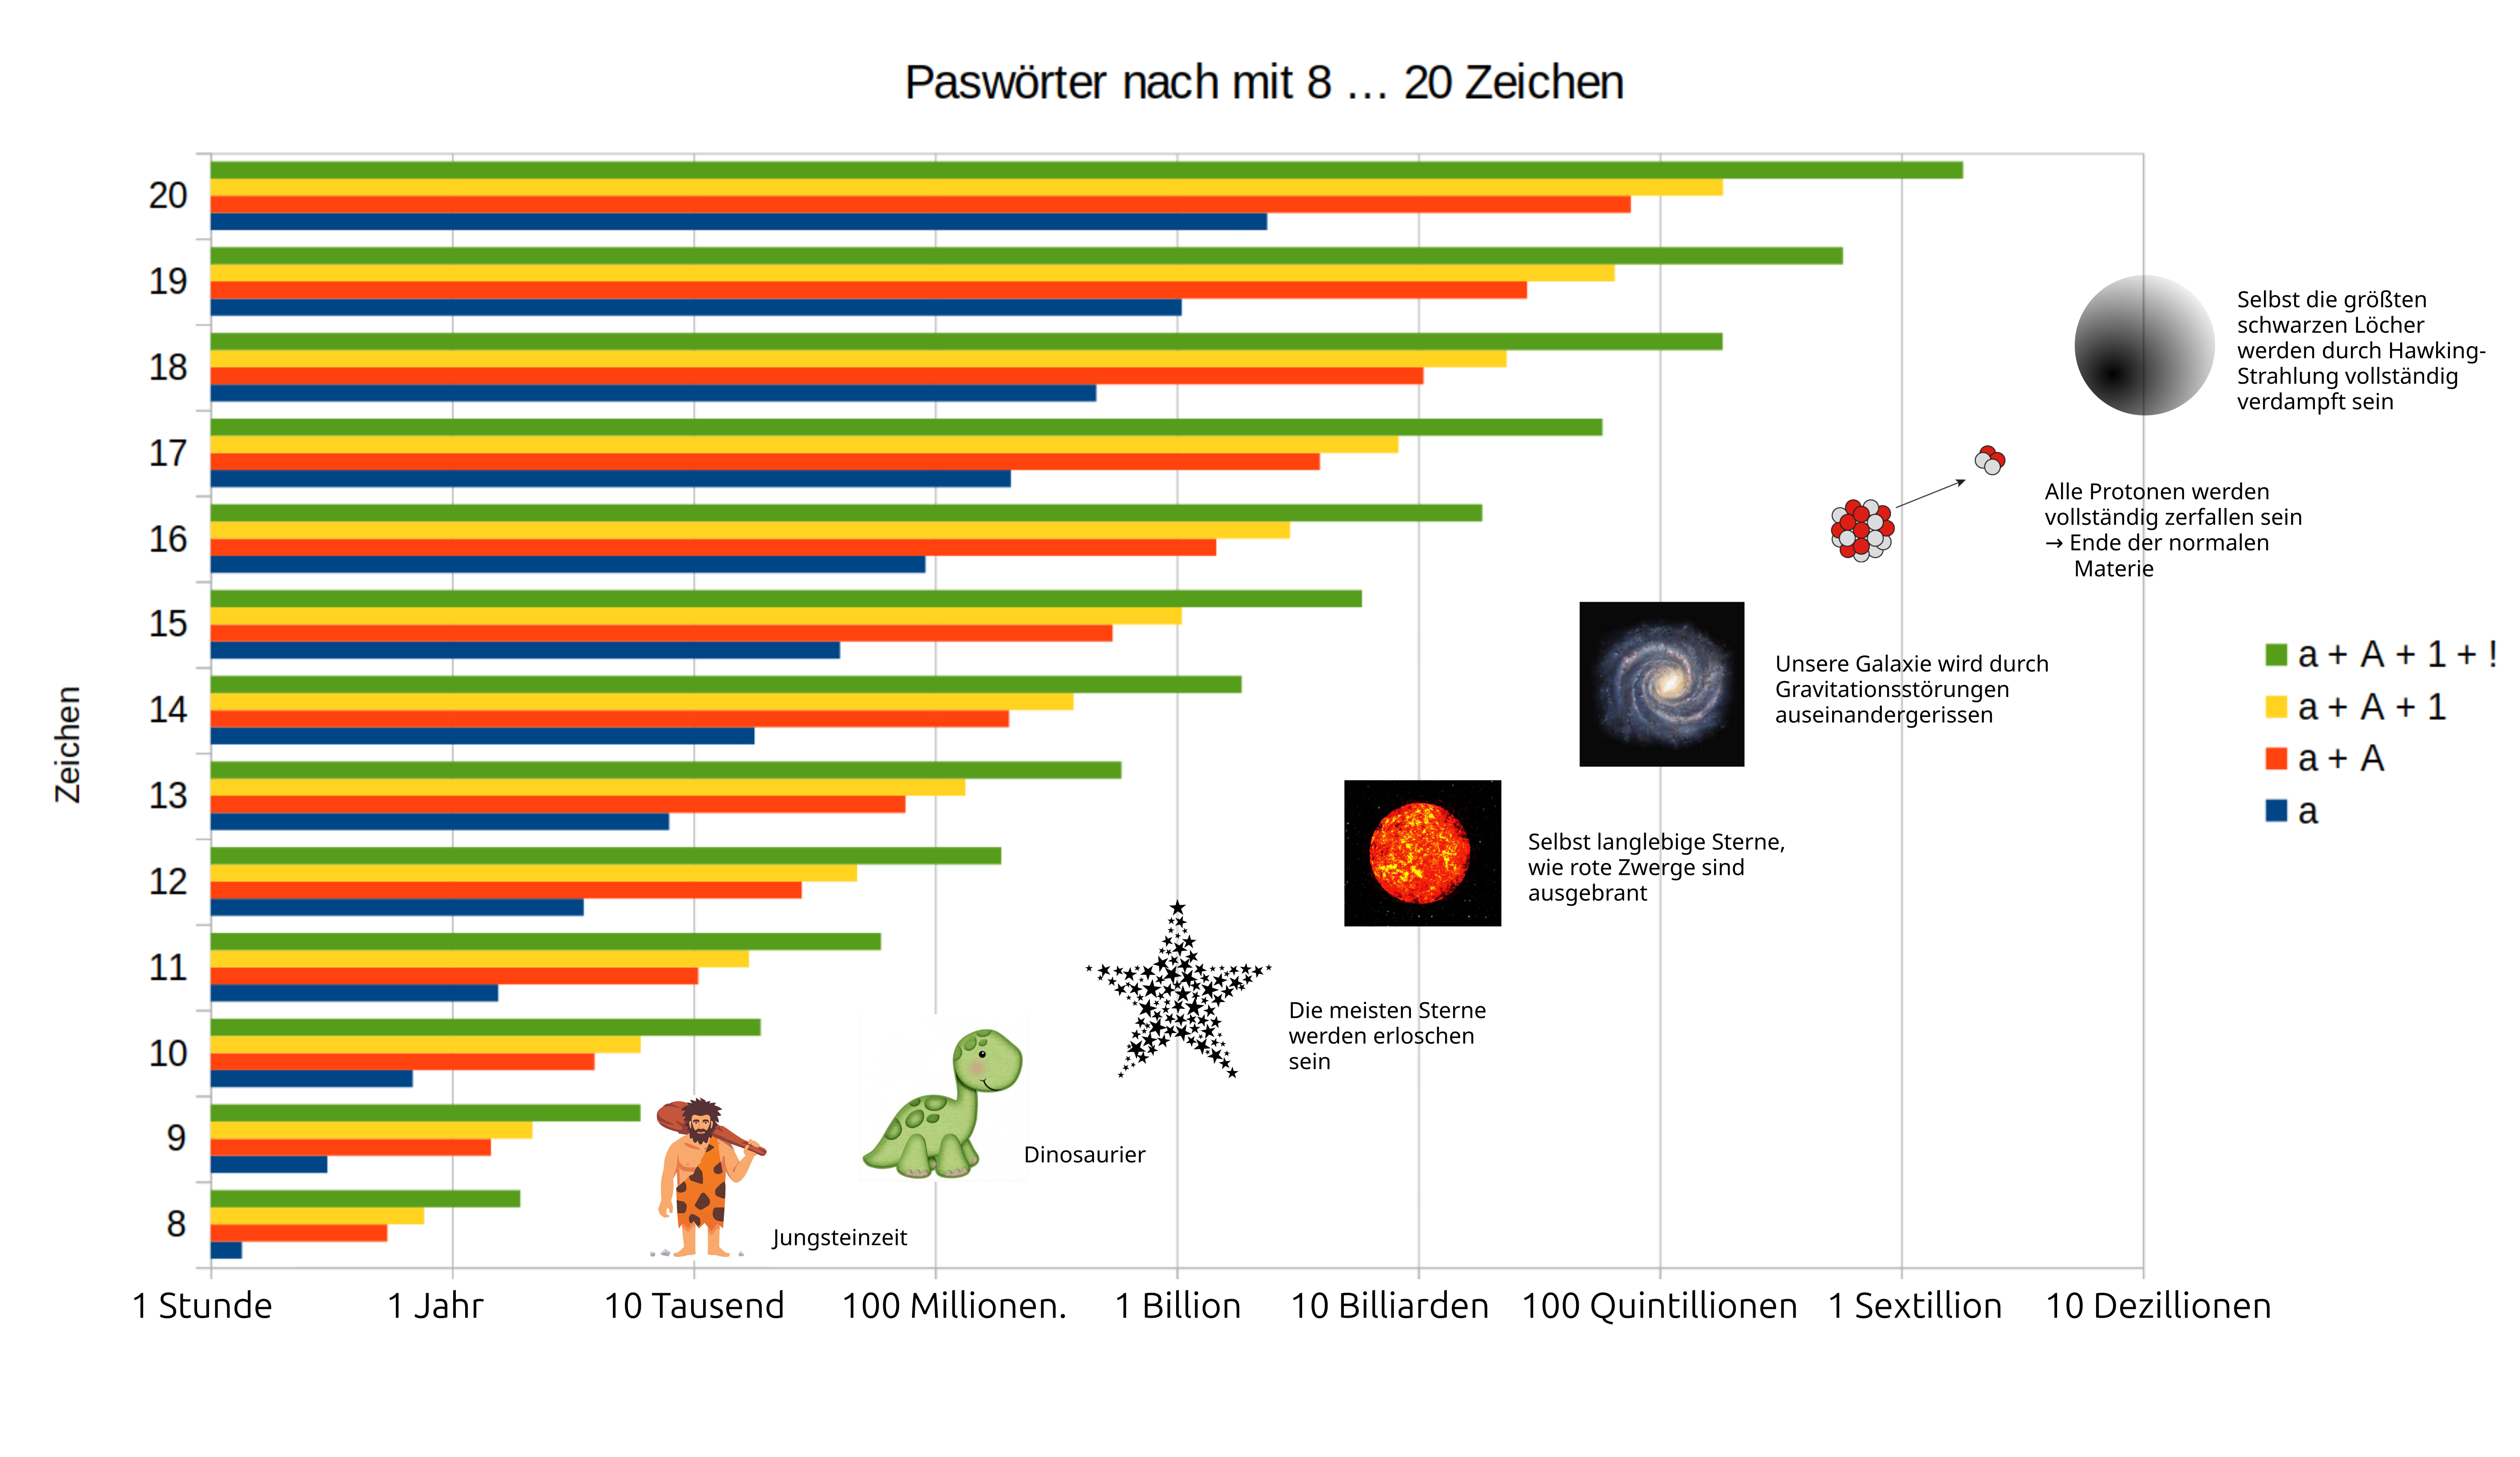 Paswörter nach mit 8 … 20 Zeichen
20
19
18
17
16
15
14
13
12
11
10
9
8
Zeichen
Selbst die größten
schwarzen Löcher
werden durch Hawking-
Strahlung vollständig
verdampft sein
Alle Protonen werden
vollständig zerfallen sein
→ Ende der normalen
Materie
Unsere Galaxie wird durch
Gravitationsstörungen
auseinandergerissen
Selbst langlebige Sterne,
wie rote Zwerge sind
ausgebrant
Die meisten Sterne
werden erloschen
sein
Dinosaurier
Jungsteinzeit
a + A + 1 + !
a + A + 1
a + A
a
1 Stunde
1 Jahr
10 Tausend
100 Millionen.
1 Billion
10 Billiarden
100 Quintillionen
1 Sextillion
10 Dezillionen